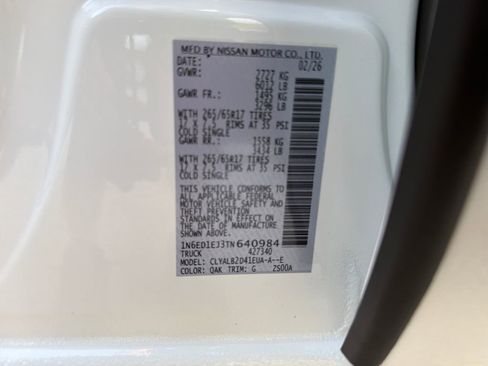 MFD BY NISSAN MOTOR CO., LTD.
DATE: 02/26
GVWR: 2727 KG
6012 LB
GAWR FR.: 1495 KG
3296 LB
WITH 265/65R17 TIRES
17 X 7.5 RIMS AT 35 PSI
COLD SINGLE
GAWR RR.: 1558 KG
3434 LB
WITH 265/65R17 TIRES
17 X 7.5 RIMS AT 35 PSI
COLD SINGLE
THIS VEHICLE CONFORMS TO
ALL APPLICABLE FEDERAL
MOTOR VEHICLE SAFETY
STANDARDS IN EFFECT ON
THE DATE OF MANUFACTURE
SHOWN ABOVE.
1N6ED1EJ3TN640984
TRUCK 427340
MODEL: CLYALB2D41EUA-A--E
COLOR: QAK TRIM: G 2S00A